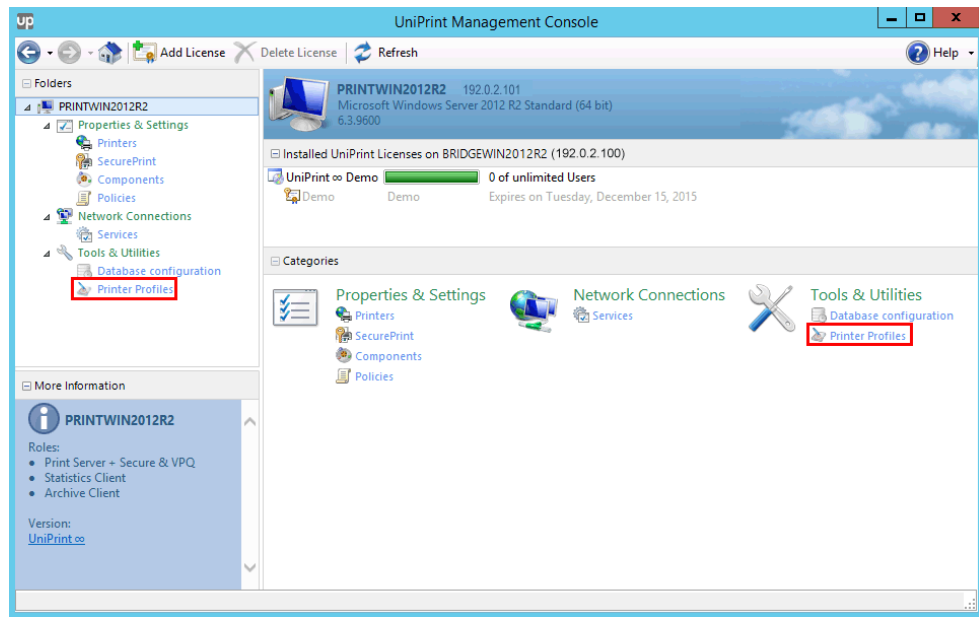 up UniPrint Management Console
Add License Delete License Refresh Help
Folders
PRINTWIN2012R2
Properties & Settings
Printers
SecurePrint
Components
Policies
Network Connections
Services
Tools & Utilities
Database configuration
Printer Profiles
More Information
PRINTWIN2012R2
Roles:
• Print Server + Secure & VPQ
• Statistics Client
• Archive Client
Version:
UniPrint ∞
PRINTWIN2012R2 192.0.2.101
Microsoft Windows Server 2012 R2 Standard (64 bit)
6.3.9600
Installed UniPrint Licenses on BRIDGEWIN2012R2 (192.0.2.100)
UniPrint ∞ Demo 0 of unlimited Users
Demo Demo Expires on Tuesday, December 15, 2015
Categories
Properties & Settings
Printers
SecurePrint
Components
Policies
Network Connections
Services
Tools & Utilities
Database configuration
Printer Profiles